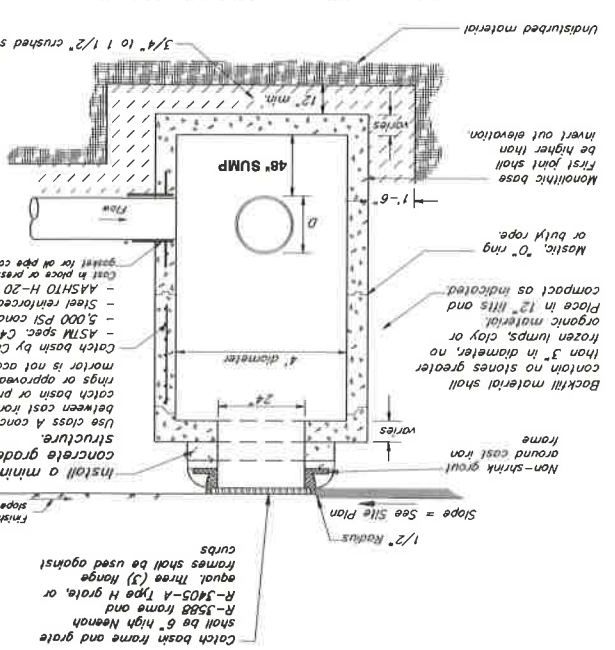 Catch basin frame and grate
shall be 6" high Neenah
R-3588 frame and
R-3405-A Type H grate, or
equal. Three (3) flange
frames shall be used against
curbs
1/2" Radius
Slope = See Site Plan
Finish
slope
Non-shrink grout
around cast iron
frame
varies
24"
4' diameter
Install a minim
concrete grade
structure.
Use class A conc
between cast iron
catch basin or pr
rings or approved
mortar is not acc
Backfill material shall
contain no stones greater
than 3" in diameter, no
frozen lumps, clay or
organic material.
Place in 12" lifts and
compact as indicated.
Catch basin by C
- ASTM spec. C4
- 5,000 PSI conc
- Steel reinforced
- AASHTO H-20
Cast in place or press
gasket for all pipe co
Mastic, "O" ring
or butyl rope.
D
Flow
1'-6"
48" SUMP
Monolithic base
First joint shall
be higher than
invert out elevation.
varies
12" min.
Undisturbed material
3/4" to 1 1/2" crushed s